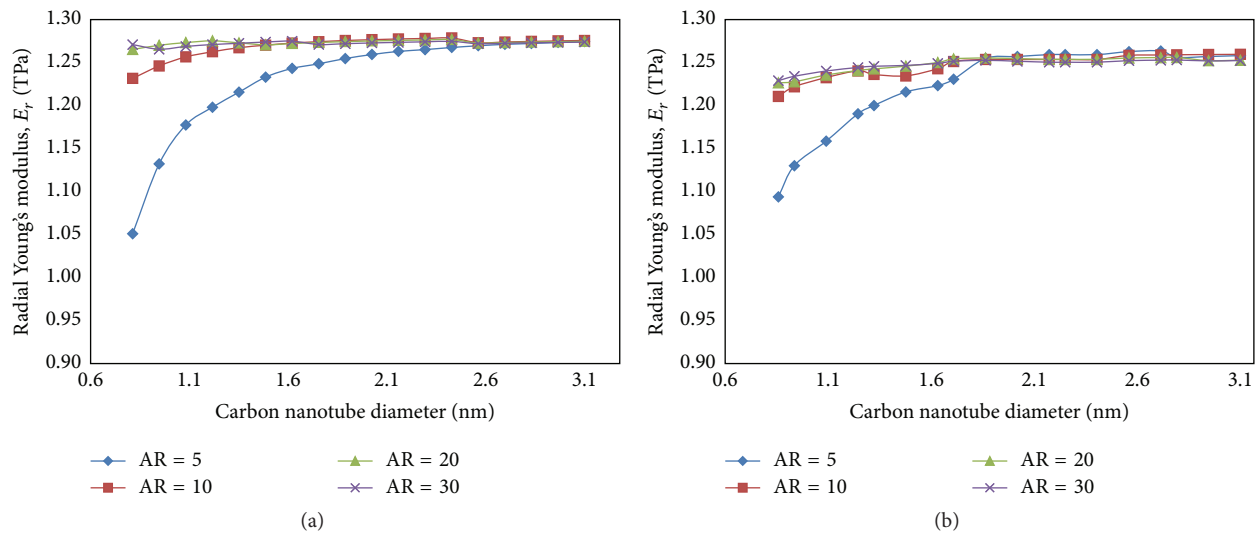 1.30
1.25
1.20
1.15
1.10
1.05
1.00
0.95
0.90
Radial Young's modulus, E_r (TPa)
0.6 1.1 1.6 2.1 2.6 3.1
Carbon nanotube diameter (nm)
AR = 5 AR = 20
AR = 10 AR = 30
(a)
1.30
1.25
1.20
1.15
1.10
1.05
1.00
0.95
0.90
Radial Young's modulus, E_r (TPa)
0.6 1.1 1.6 2.1 2.6 3.1
Carbon nanotube diameter (nm)
AR = 5 AR = 20
AR = 10 AR = 30
(b)